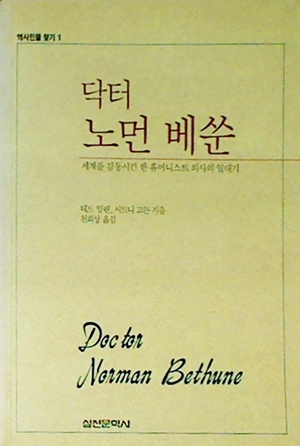 역사인물 찾기 1
닥터
노먼 베쑨
세계를 감동시킨 한 휴머니스트 의사의 일대기
테드 알렌, 시드니 고든 지음
천희상 옮김
Doctor
Norman Bethune
실천문학사